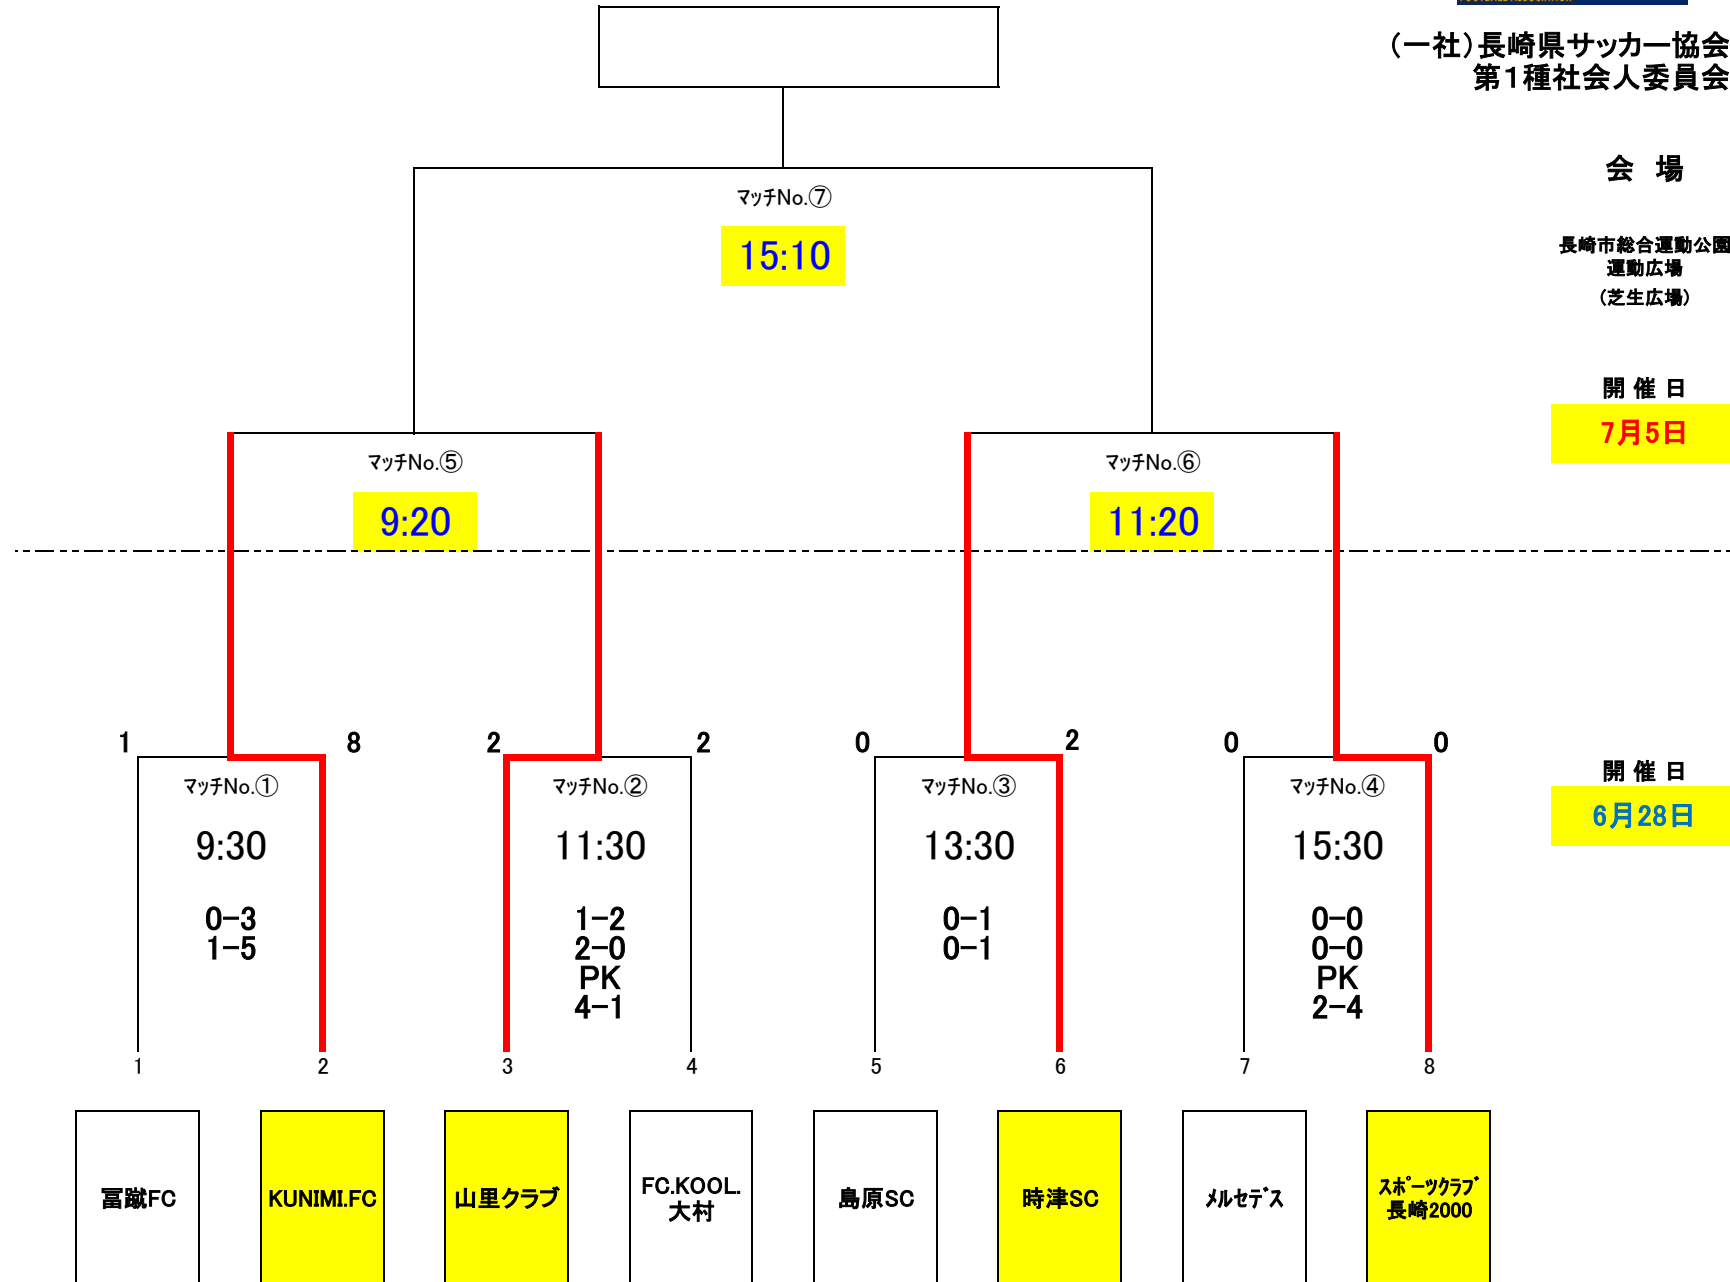 (一社)長崎県サッカー協会
第1種社会人委員会
会 場
マッチNo.⑦
15:10
長崎市総合運動公園
運動広場
(芝生広場)
開 催 日
7月5日
マッチNo.⑤
マッチNo.⑥
9:20
11:20
1 8 2 2 0 2 0 0
マッチNo.①
マッチNo.②
マッチNo.③
マッチNo.④
開 催 日
6月28日
9:30
11:30
13:30
15:30
0-3
1-5
1-2
2-0
PK
4-1
0-1
0-1
0-0
0-0
PK
2-4
1 2 3 4 5 6 7 8
冨蹴FC
KUNIMI.FC
山里クラブ
FC.KOOL.
大村
島原SC
時津SC
メルセデス
スポーツクラブ
長崎2000